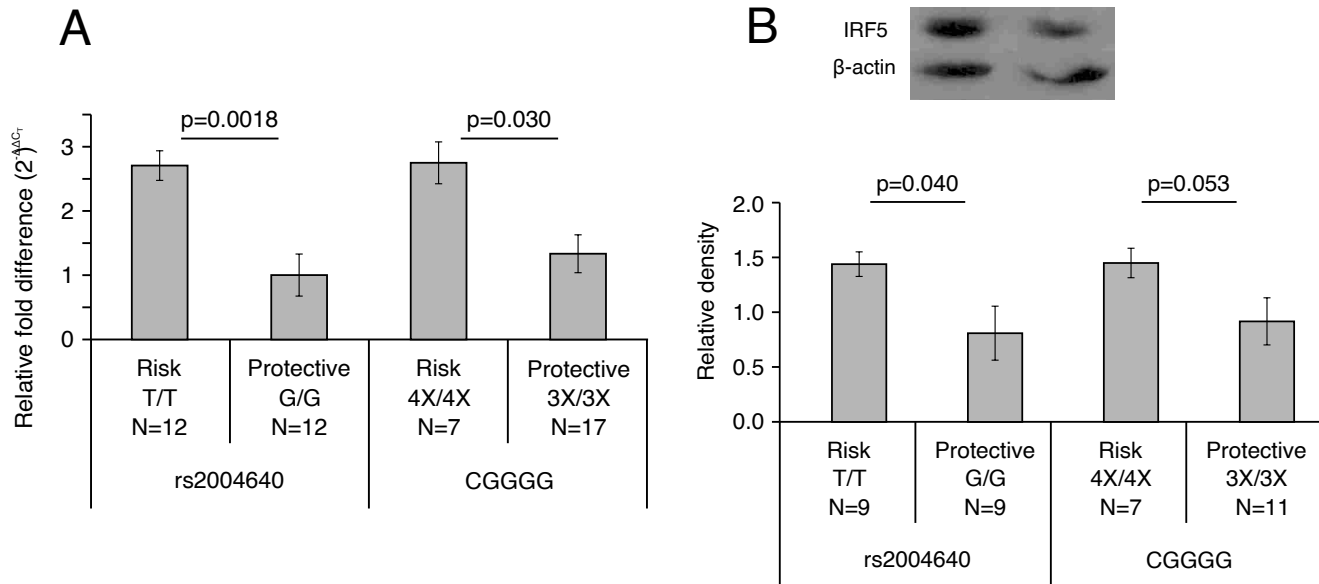 A
Relative fold difference (2^-ΔΔCT)
3
2
1
0
p=0.0018
p=0.030
Risk
T/T
N=12
Protective
G/G
N=12
Risk
4X/4X
N=7
Protective
3X/3X
N=17
rs2004640
CGGGG
B
IRF5
β-actin
Relative density
2.0
1.5
1.0
0.5
0.0
p=0.040
p=0.053
Risk
T/T
N=9
Protective
G/G
N=9
Risk
4X/4X
N=7
Protective
3X/3X
N=11
rs2004640
CGGGG